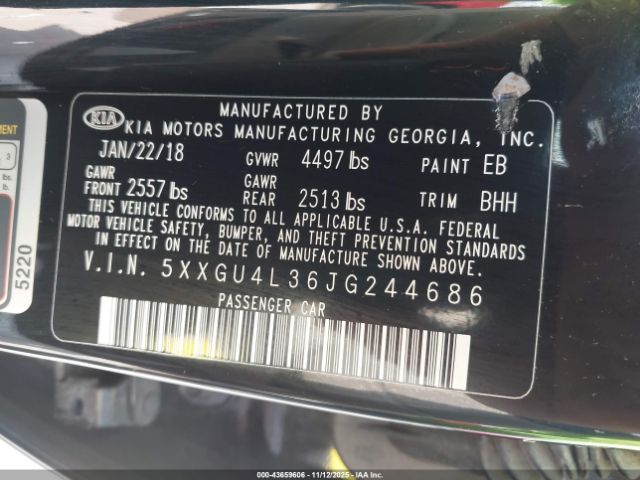 MANUFACTURED BY
KIA KIA MOTORS MANUFACTURING GEORGIA, INC.
JAN/22/18 GVWR 4497 lbs PAINT EB
GAWR FRONT 2557 lbs GAWR REAR 2513 lbs TRIM BHH
THIS VEHICLE CONFORMS TO ALL APPLICABLE U.S.A. FEDERAL
MOTOR VEHICLE SAFETY, BUMPER, AND THEFT PREVENTION STANDARDS
IN EFFECT ON THE DATE OF MANUFACTURE SHOWN ABOVE.
V.I.N. 5XXGU4L36JG244686
PASSENGER CAR
5220
000-43659606 - 11/12/2025 - IAAI.COM